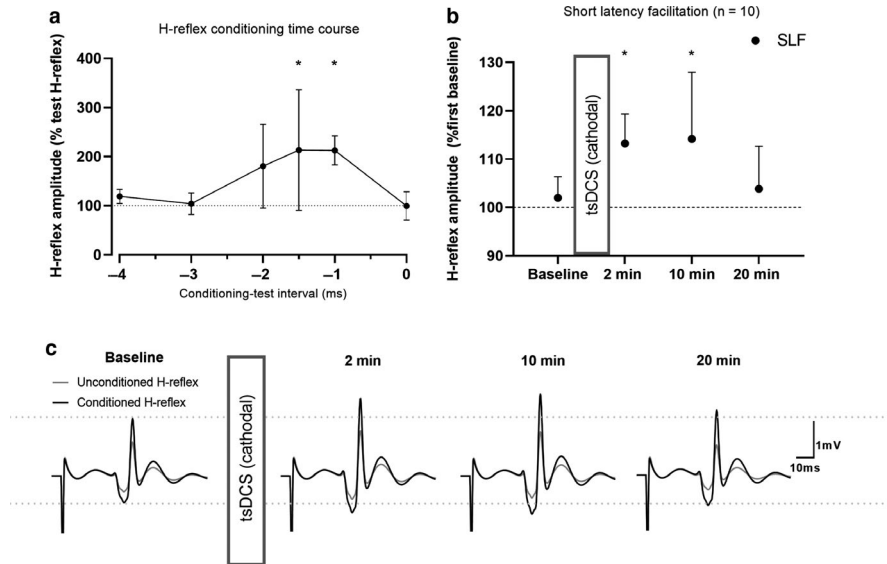 a
H-reflex conditioning time course
H-reflex amplitude (% test H-reflex)
400
300
200
100
0
* *
−4 −3 −2 −1 0
Conditioning-test interval (ms)
b
Short latency facilitation (n = 10)
SLF
H-reflex amplitude (%first baseline)
130
120
110
100
90
* *
tsDCS (cathodal)
Baseline 2 min 10 min 20 min
c
Baseline 2 min 10 min 20 min
Unconditioned H-reflex
Conditioned H-reflex
tsDCS (cathodal)
1mV
10ms